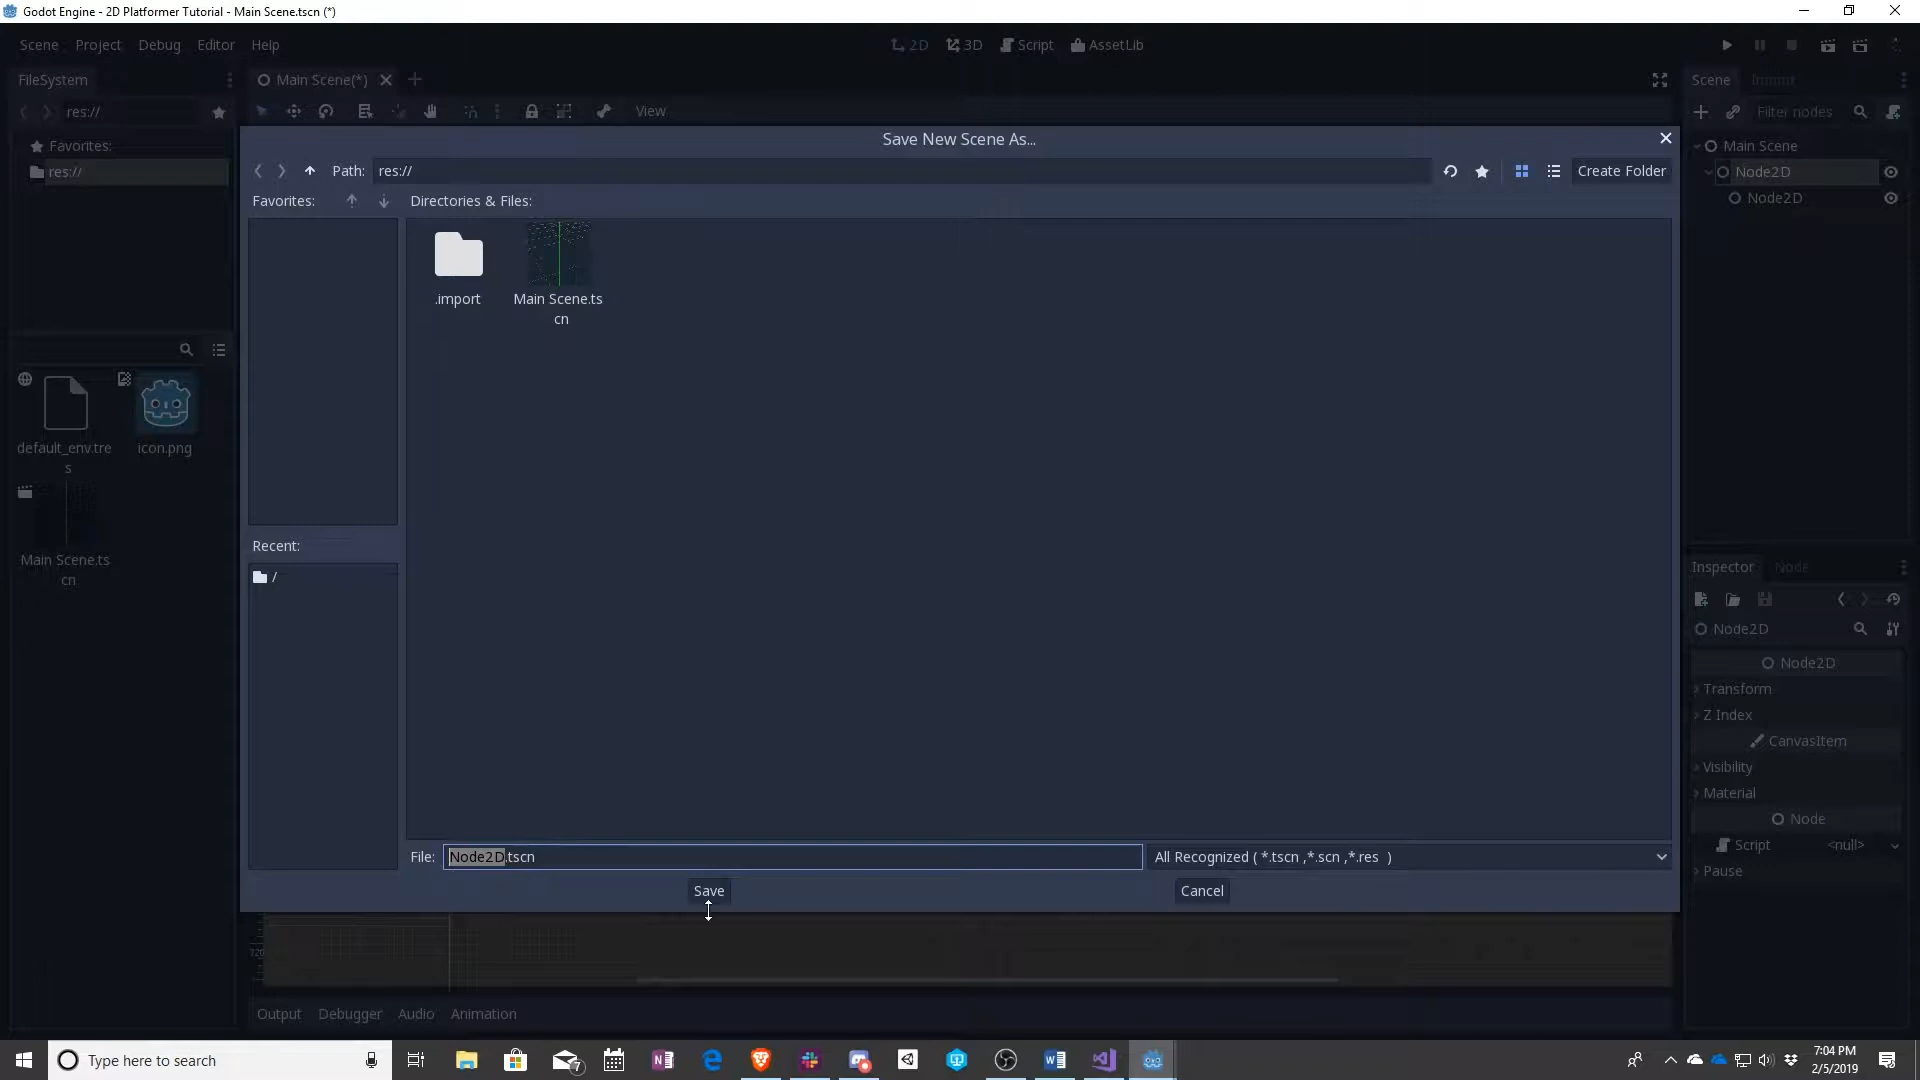 Godot Engine - 2D Platformer Tutorial - Main Scene.tscn (*)
Scene Project Debug Editor Help
2D 3D Script AssetLib
FileSystem
Main Scene(*)
Scene Import
res://
View
Filter nodes
Save New Scene As...
Favorites:
res://
Main Scene
Node2D
Node2D
Path: res://
Create Folder
Favorites:
Directories & Files:
.import
Main Scene.ts
cn
default_env.tre
s
icon.png
Main Scene.ts
cn
Recent:
/
Inspector Node
Node2D
Node2D
Transform
Z Index
CanvasItem
Visibility
Material
Node
Script <null>
Pause
File: Node2D.tscn
All Recognized ( *.tscn ,*.scn ,*.res )
Save
Cancel
Output Debugger Audio Animation
Type here to search
7
7:04 PM
2/5/2019